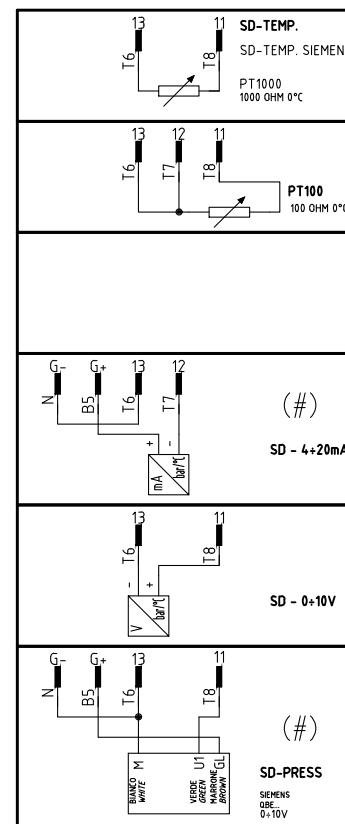 13 11 SD-TEMP.
T6 T8 SD-TEMP. SIEMEN
PT1000
1000 OHM 0°C
13 12 11
T6 T7 T8
PT100
100 OHM 0°C
G- G+ 13 12
N B5 T6 T7
(#)
+ -
mA bar/°C
SD - 4÷20mA
13 11
T6 T8
- +
V bar/°C
SD - 0÷10V
G- G+ 13 11
N B5 T6 T8
(#)
M U1 GL
BIANCO WHITE VERDE GREEN MARRONE BROWN
SD-PRESS
SIEMENS
QBE...
0÷10V